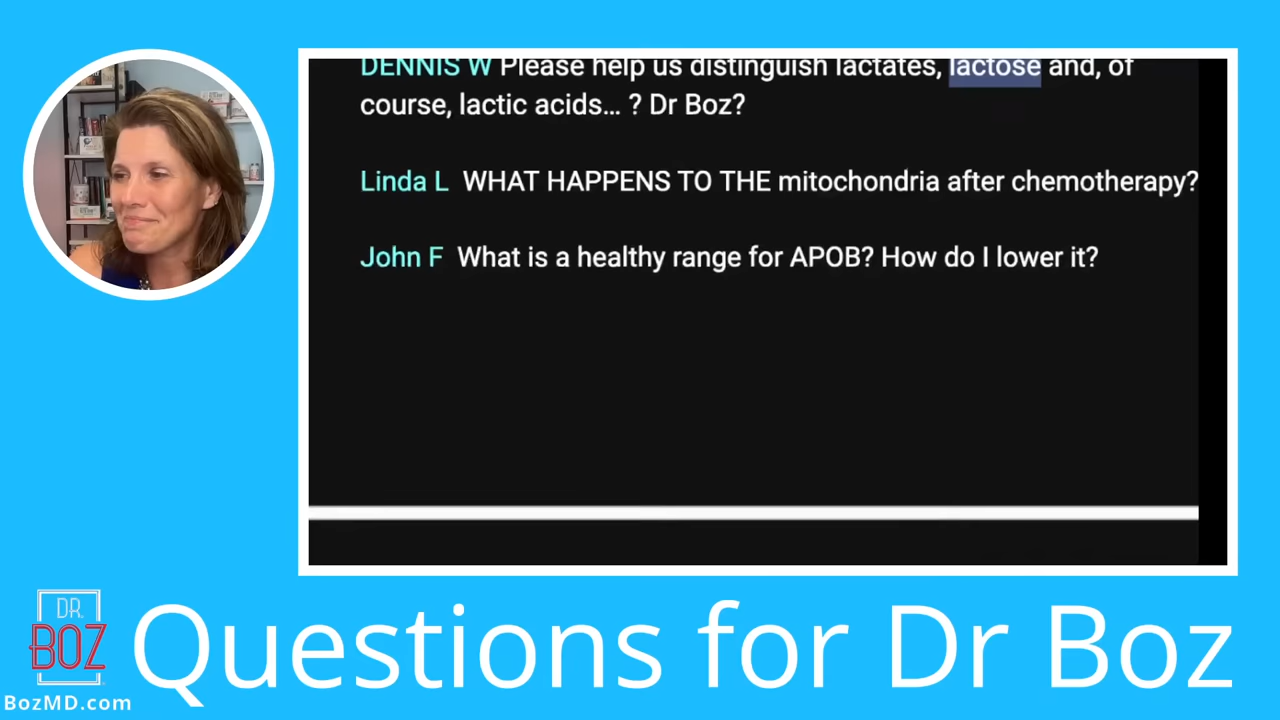 DENNIS W Please help us distinguish lactates, lactose and, of
course, lactic acids... ? Dr Boz?
Linda L WHAT HAPPENS TO THE mitochondria after chemotherapy?
John F What is a healthy range for APOB? How do I lower it?
DR.
BOZ
Questions for Dr Boz
BozMD.com